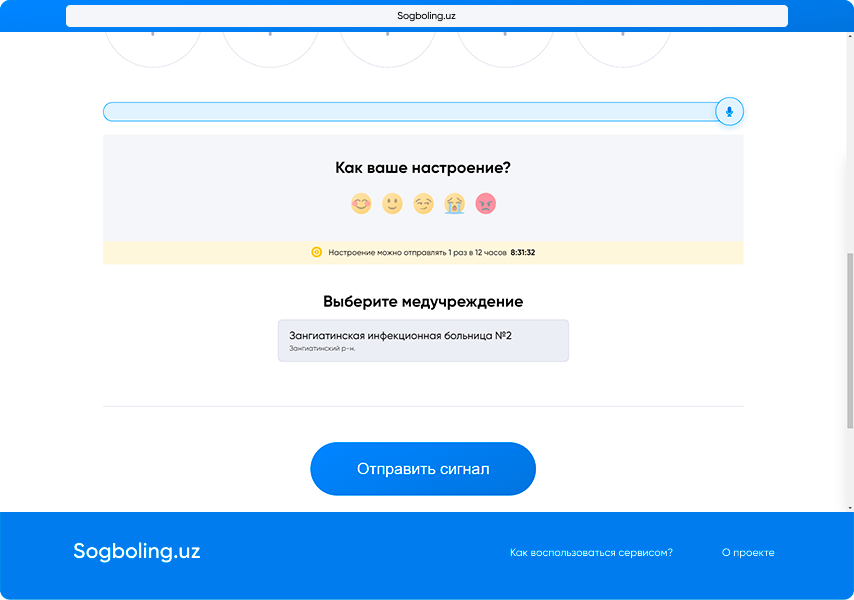 Sogboling.uz
Как ваше настроение?
Настроение можно отправлять 1 раз в 12 часов 8:31:32
Выберите медучреждение
Зангиатинская инфекционная больница №2
Зангиатинский р-н.
Отправить сигнал
Sogboling.uz
Как воспользоваться сервисом?
О проекте